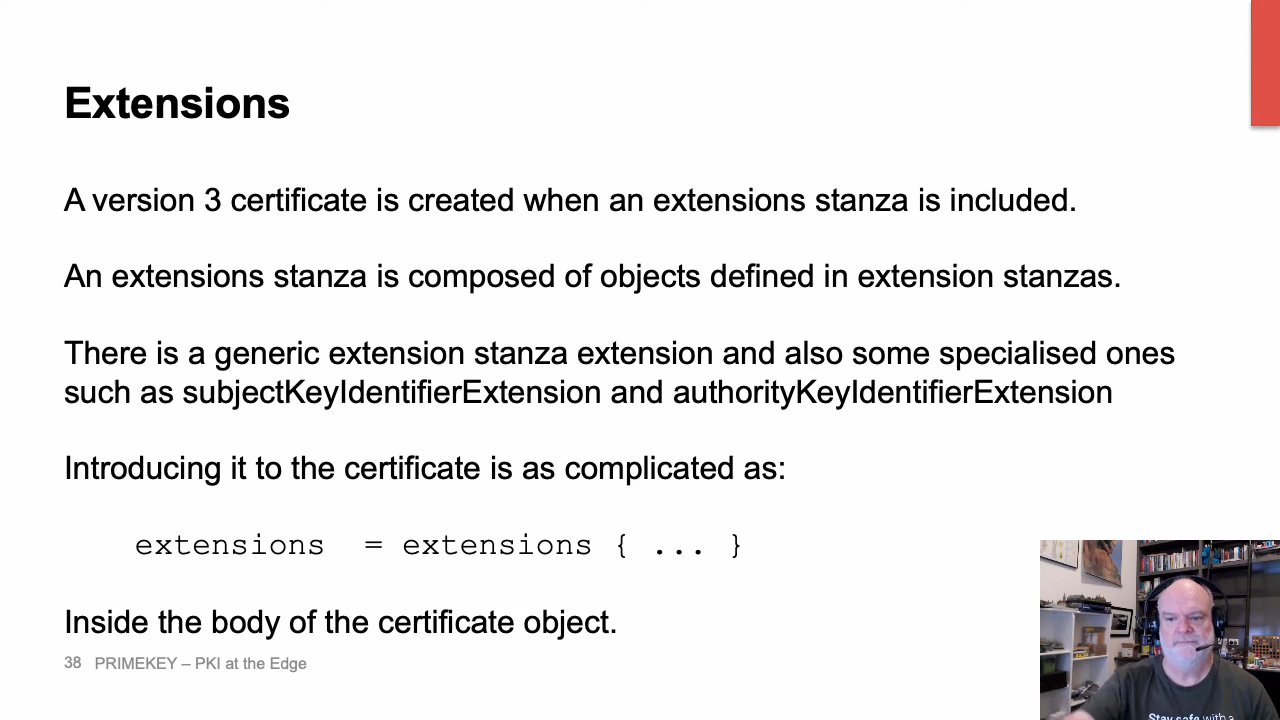 Extensions
A version 3 certificate is created when an extensions stanza is included.
An extensions stanza is composed of objects defined in extension stanzas.
There is a generic extension stanza extension and also some specialised ones
such as subjectKeyIdentifierExtension and authorityKeyIdentifierExtension
Introducing it to the certificate is as complicated as:
extensions = extensions { ... }
Inside the body of the certificate object.
38 PRIMEKEY – PKI at the Edge
Stay safe with a